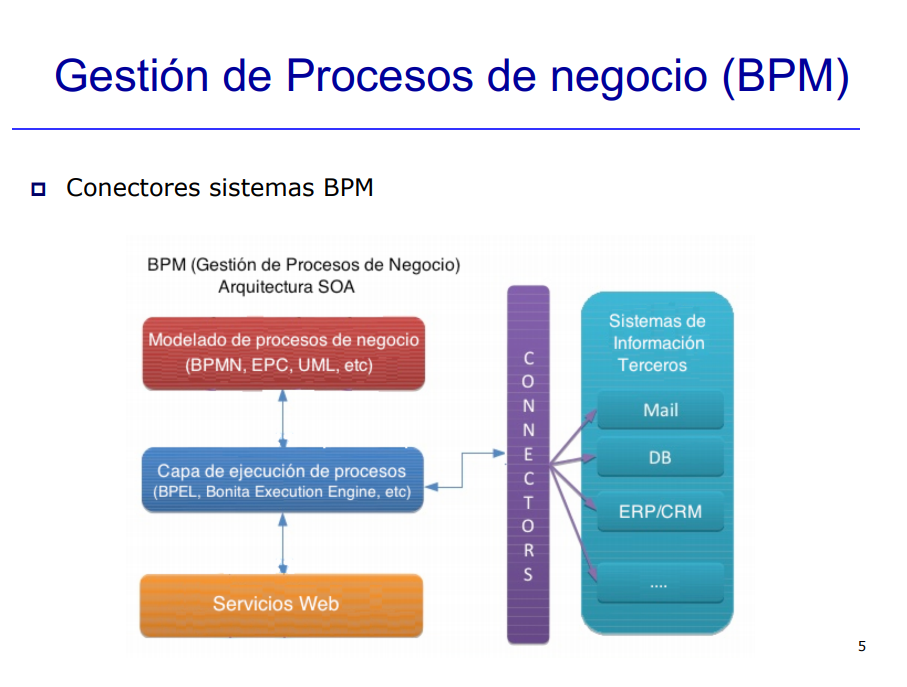 Gestión de Procesos de negocio (BPM)
Conectores sistemas BPM
BPM (Gestión de Procesos de Negocio)
Arquitectura SOA
Modelado de procesos de negocio
(BPMN, EPC, UML, etc)
Capa de ejecución de procesos
(BPEL, Bonita Execution Engine, etc)
Servicios Web
CONNECTORS
Sistemas de
Información
Terceros
Mail
DB
ERP/CRM
....
5